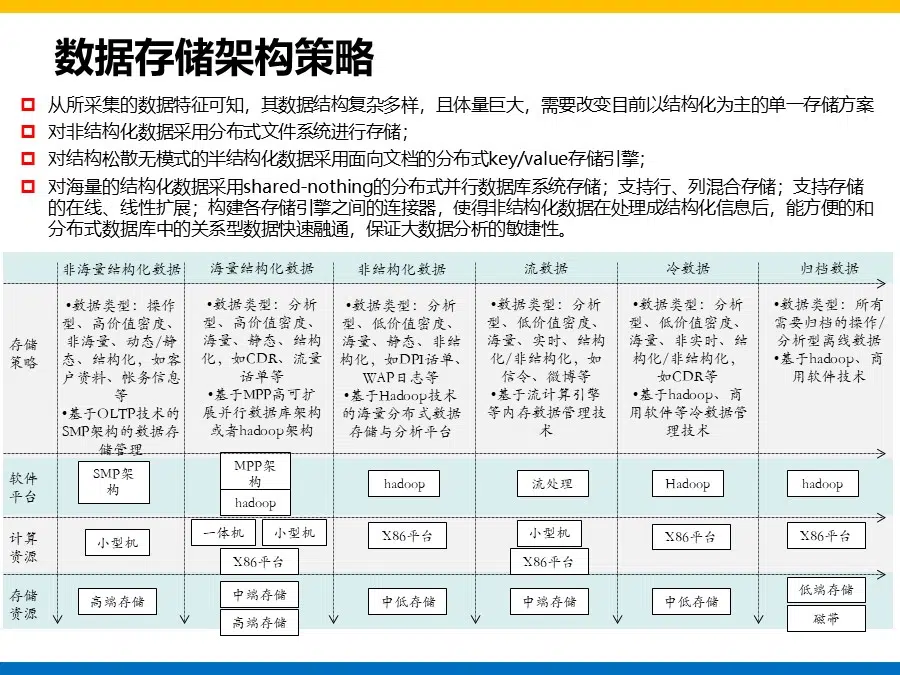 数据存储架构策略
从所采集的数据特征可知，其数据结构复杂多样，且体量巨大，需要改变目前以结构化为主的单一存储方案
对非结构化数据采用分布式文件系统进行存储；
对结构松散无模式的半结构化数据采用面向文档的分布式key/value存储引擎；
对海量的结构化数据采用shared-nothing的分布式并行数据库系统存储；支持行、列混合存储；支持存储
的在线、线性扩展；构建各存储引擎之间的连接器，使得非结构化数据在处理成结构化信息后，能方便的和
分布式数据库中的关系型数据快速融通，保证大数据分析的敏捷性。
非海量结构化数据
海量结构化数据
非结构化数据
流数据
冷数据
归档数据
存储
策略
•数据类型：操作
型、高价值密度、
非海量、动态/静
态、结构化，如客
户资料、帐务信息
等
•基于OLTP技术的
SMP架构的数据存
储管理
•数据类型：分析
型、高价值密度、
海量、静态、结构
化，如CDR、流量
话单等
•基于MPP高可扩
展并行数据库架构
或者hadoop架构
•数据类型：分析
型、低价值密度、
海量、静态、非结
构化，如DPI话单、
WAP日志等
•基于Hadoop技术
的海量分布式数据
存储与分析平台
•数据类型：分析
型、低价值密度、
海量、实时、结构
化/非结构化，如
信令、微博等
•基于流计算引擎
等内存数据管理技
术
•数据类型：分析
型、低价值密度、
海量、非实时、结
构化/非结构化，
如CDR等
•基于hadoop、商
用软件等冷数据管
理技术
•数据类型：所有
需要归档的操作/
分析型离线数据
•基于hadoop、商
用软件技术
软件
平台
SMP架
构
MPP架
构
hadoop
hadoop
流处理
Hadoop
hadoop
计算
资源
小型机
一体机
小型机
X86平台
X86平台
小型机
X86平台
X86平台
X86平台
存储
资源
高端存储
中端存储
高端存储
中低存储
中端存储
中低存储
低端存储
磁带